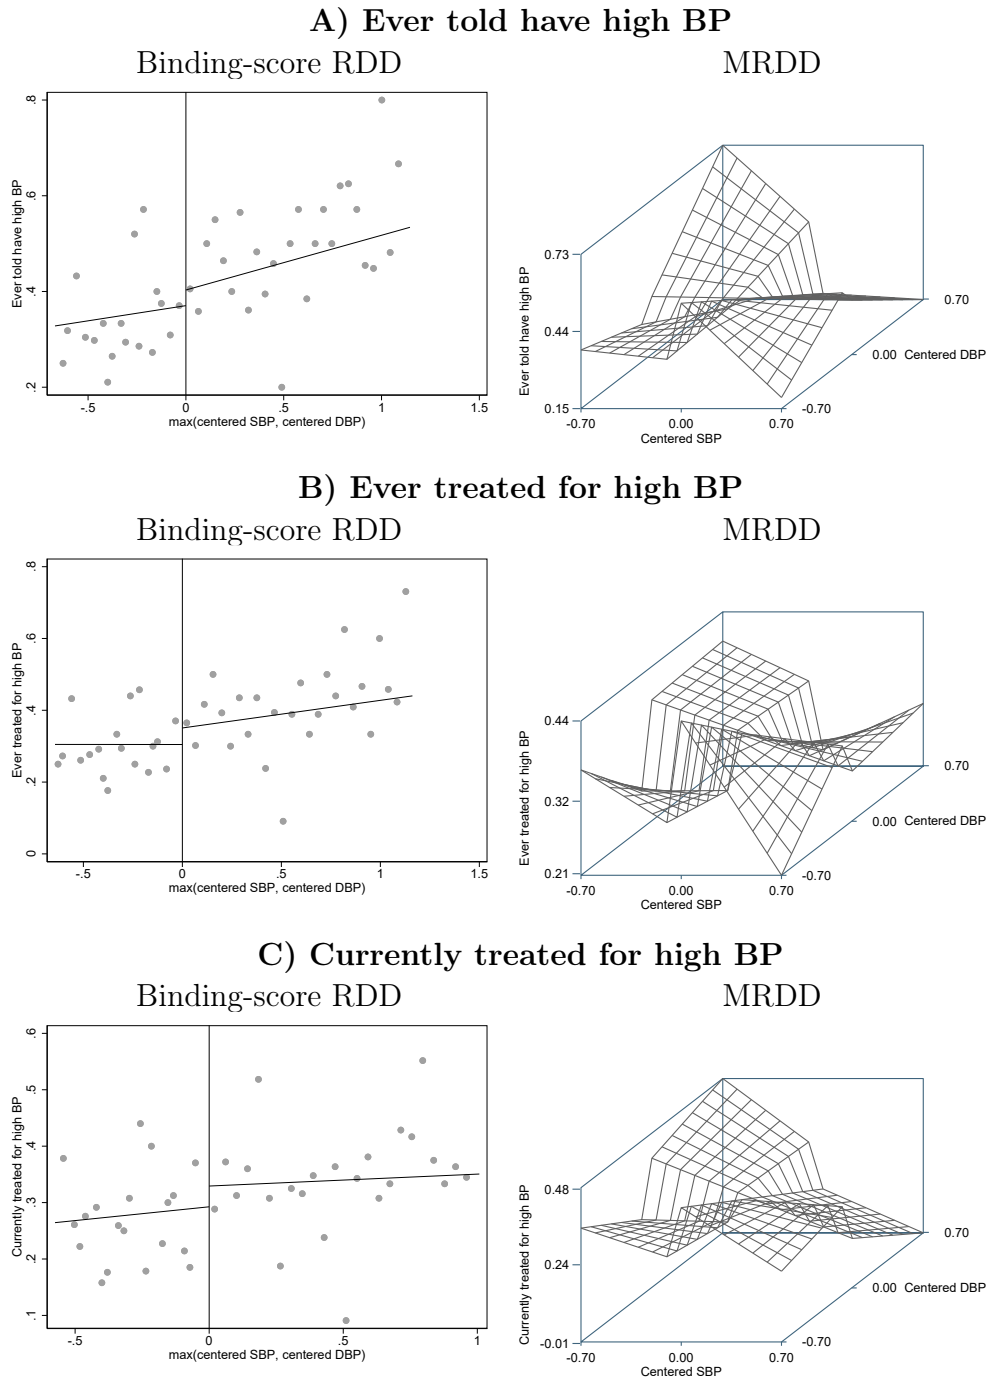 A) Ever told have high BP
Binding-score RDD
MRDD
Ever told have high BP
.8
.6
.4
.2
-.5
0
.5
1
1.5
max(centered SBP, centered DBP)
Ever told have high BP
0.73
0.44
0.15
-0.70
0.00
0.70
Centered SBP
0.70
0.00
Centered DBP
-0.70
B) Ever treated for high BP
Binding-score RDD
MRDD
Ever treated for high BP
.8
.6
.4
.2
0
-.5
0
.5
1
1.5
max(centered SBP, centered DBP)
Ever treated for high BP
0.44
0.32
0.21
-0.70
0.00
0.70
Centered SBP
0.70
0.00
Centered DBP
-0.70
C) Currently treated for high BP
Binding-score RDD
MRDD
Currently treated for high BP
.6
.5
.4
.3
.2
.1
-.5
0
.5
1
max(centered SBP, centered DBP)
Currently treated for high BP
0.48
0.24
-0.01
-0.70
0.00
0.70
Centered SBP
0.70
0.00
Centered DBP
-0.70